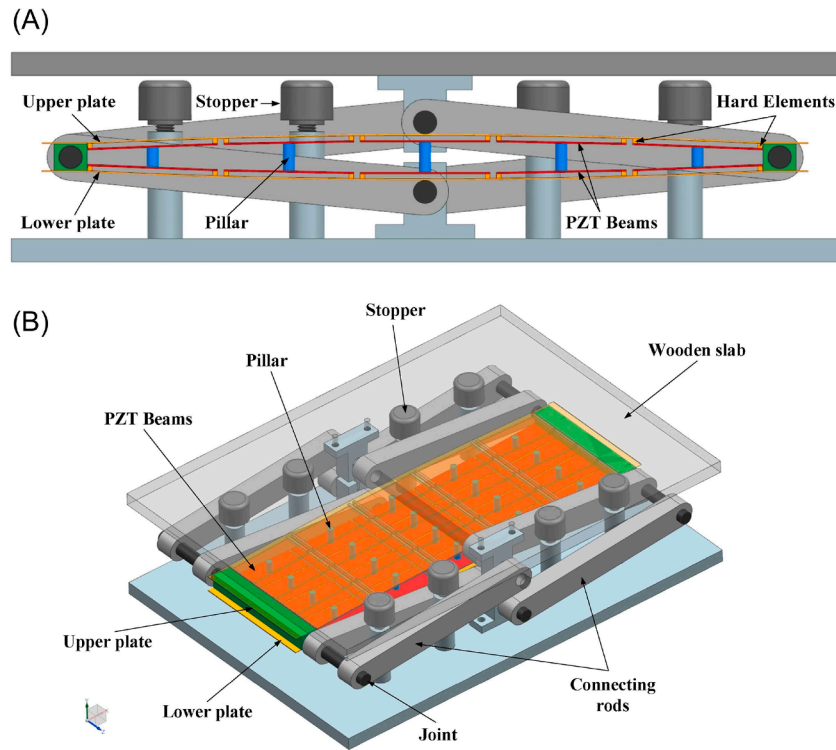 (A)
Upper plate
Stopper
Hard Elements
Lower plate
Pillar
PZT Beams
(B)
Stopper
Pillar
Wooden slab
PZT Beams
Upper plate
Lower plate
Joint
Connecting
rods